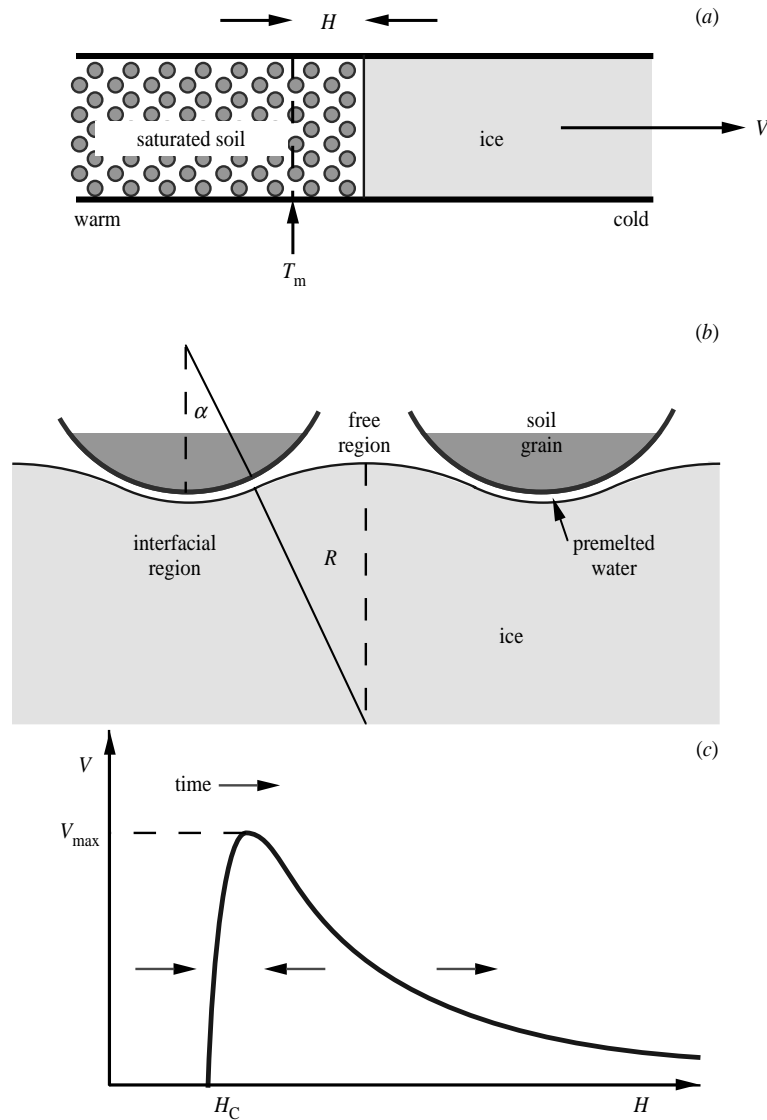 H
(a)
saturated soil
ice
V
warm
cold
T_m
(b)
α
free
region
soil
grain
interfacial
region
R
premelted
water
ice
(c)
V
time
V_max
H_C
H